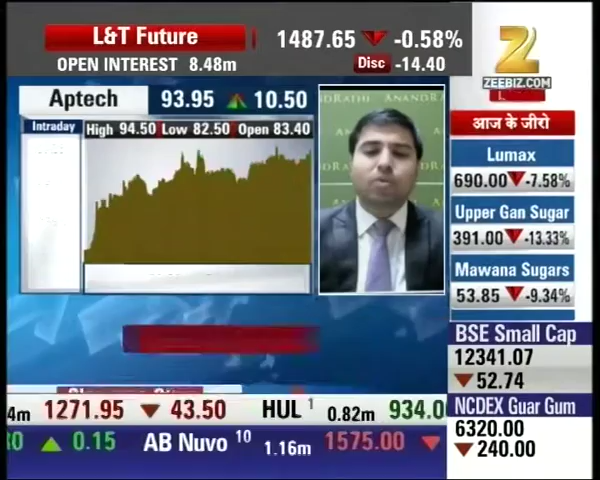 L&T Future 1487.65 -0.58%
OPEN INTEREST 8.48m Disc -14.40
Z
ZEEBIZ.COM
Aptech 93.95 10.50
Intraday High 94.50 Low 82.50 Open 83.40
ANANDRATHI
आज के जीरो
Lumax
690.00 -7.58%
Upper Gan Sugar
391.00 -13.33%
Mawana Sugars
53.85 -9.34%
BSE Small Cap
12341.07
52.74
NCDEX Guar Gum
6320.00
240.00
4m 1271.95 43.50 HUL 1 0.82m 934.0
0.15 AB Nuvo 10 1.16m 1575.00